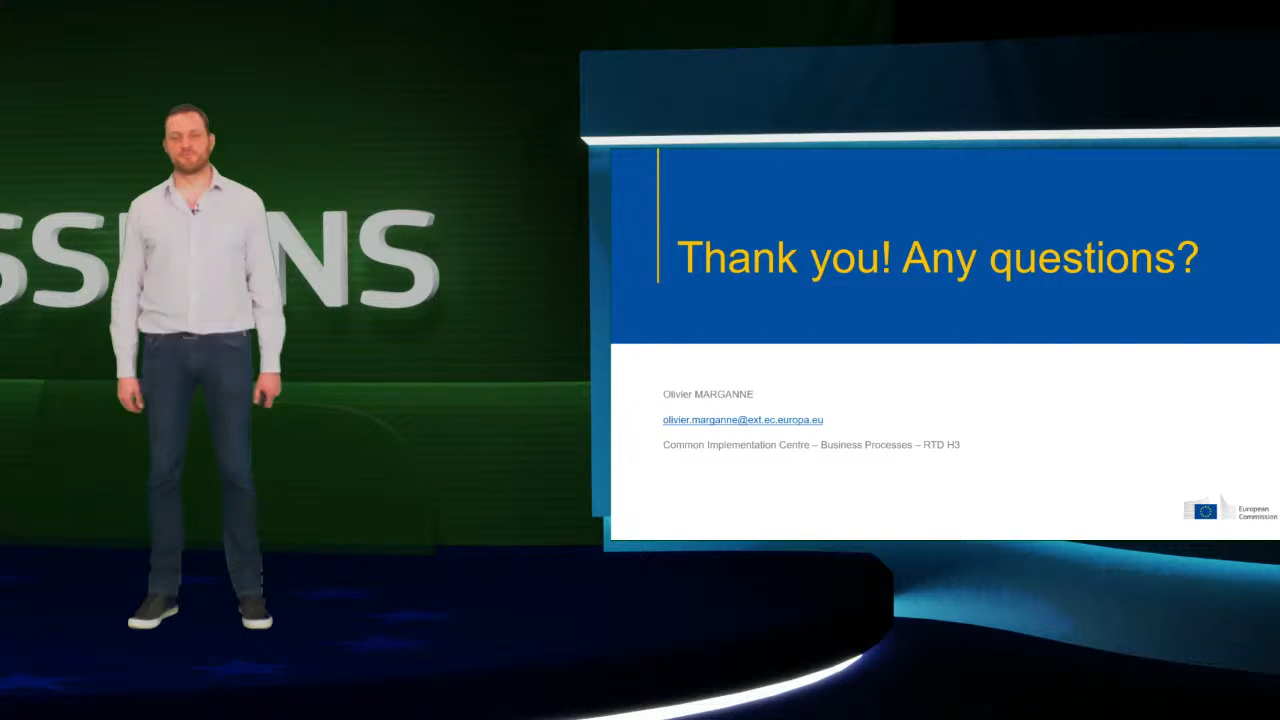 Thank you! Any questions?
Olivier MARGANNE
olivier.marganne@ext.ec.europa.eu
Common Implementation Centre – Business Processes – RTD H3
European
Commission